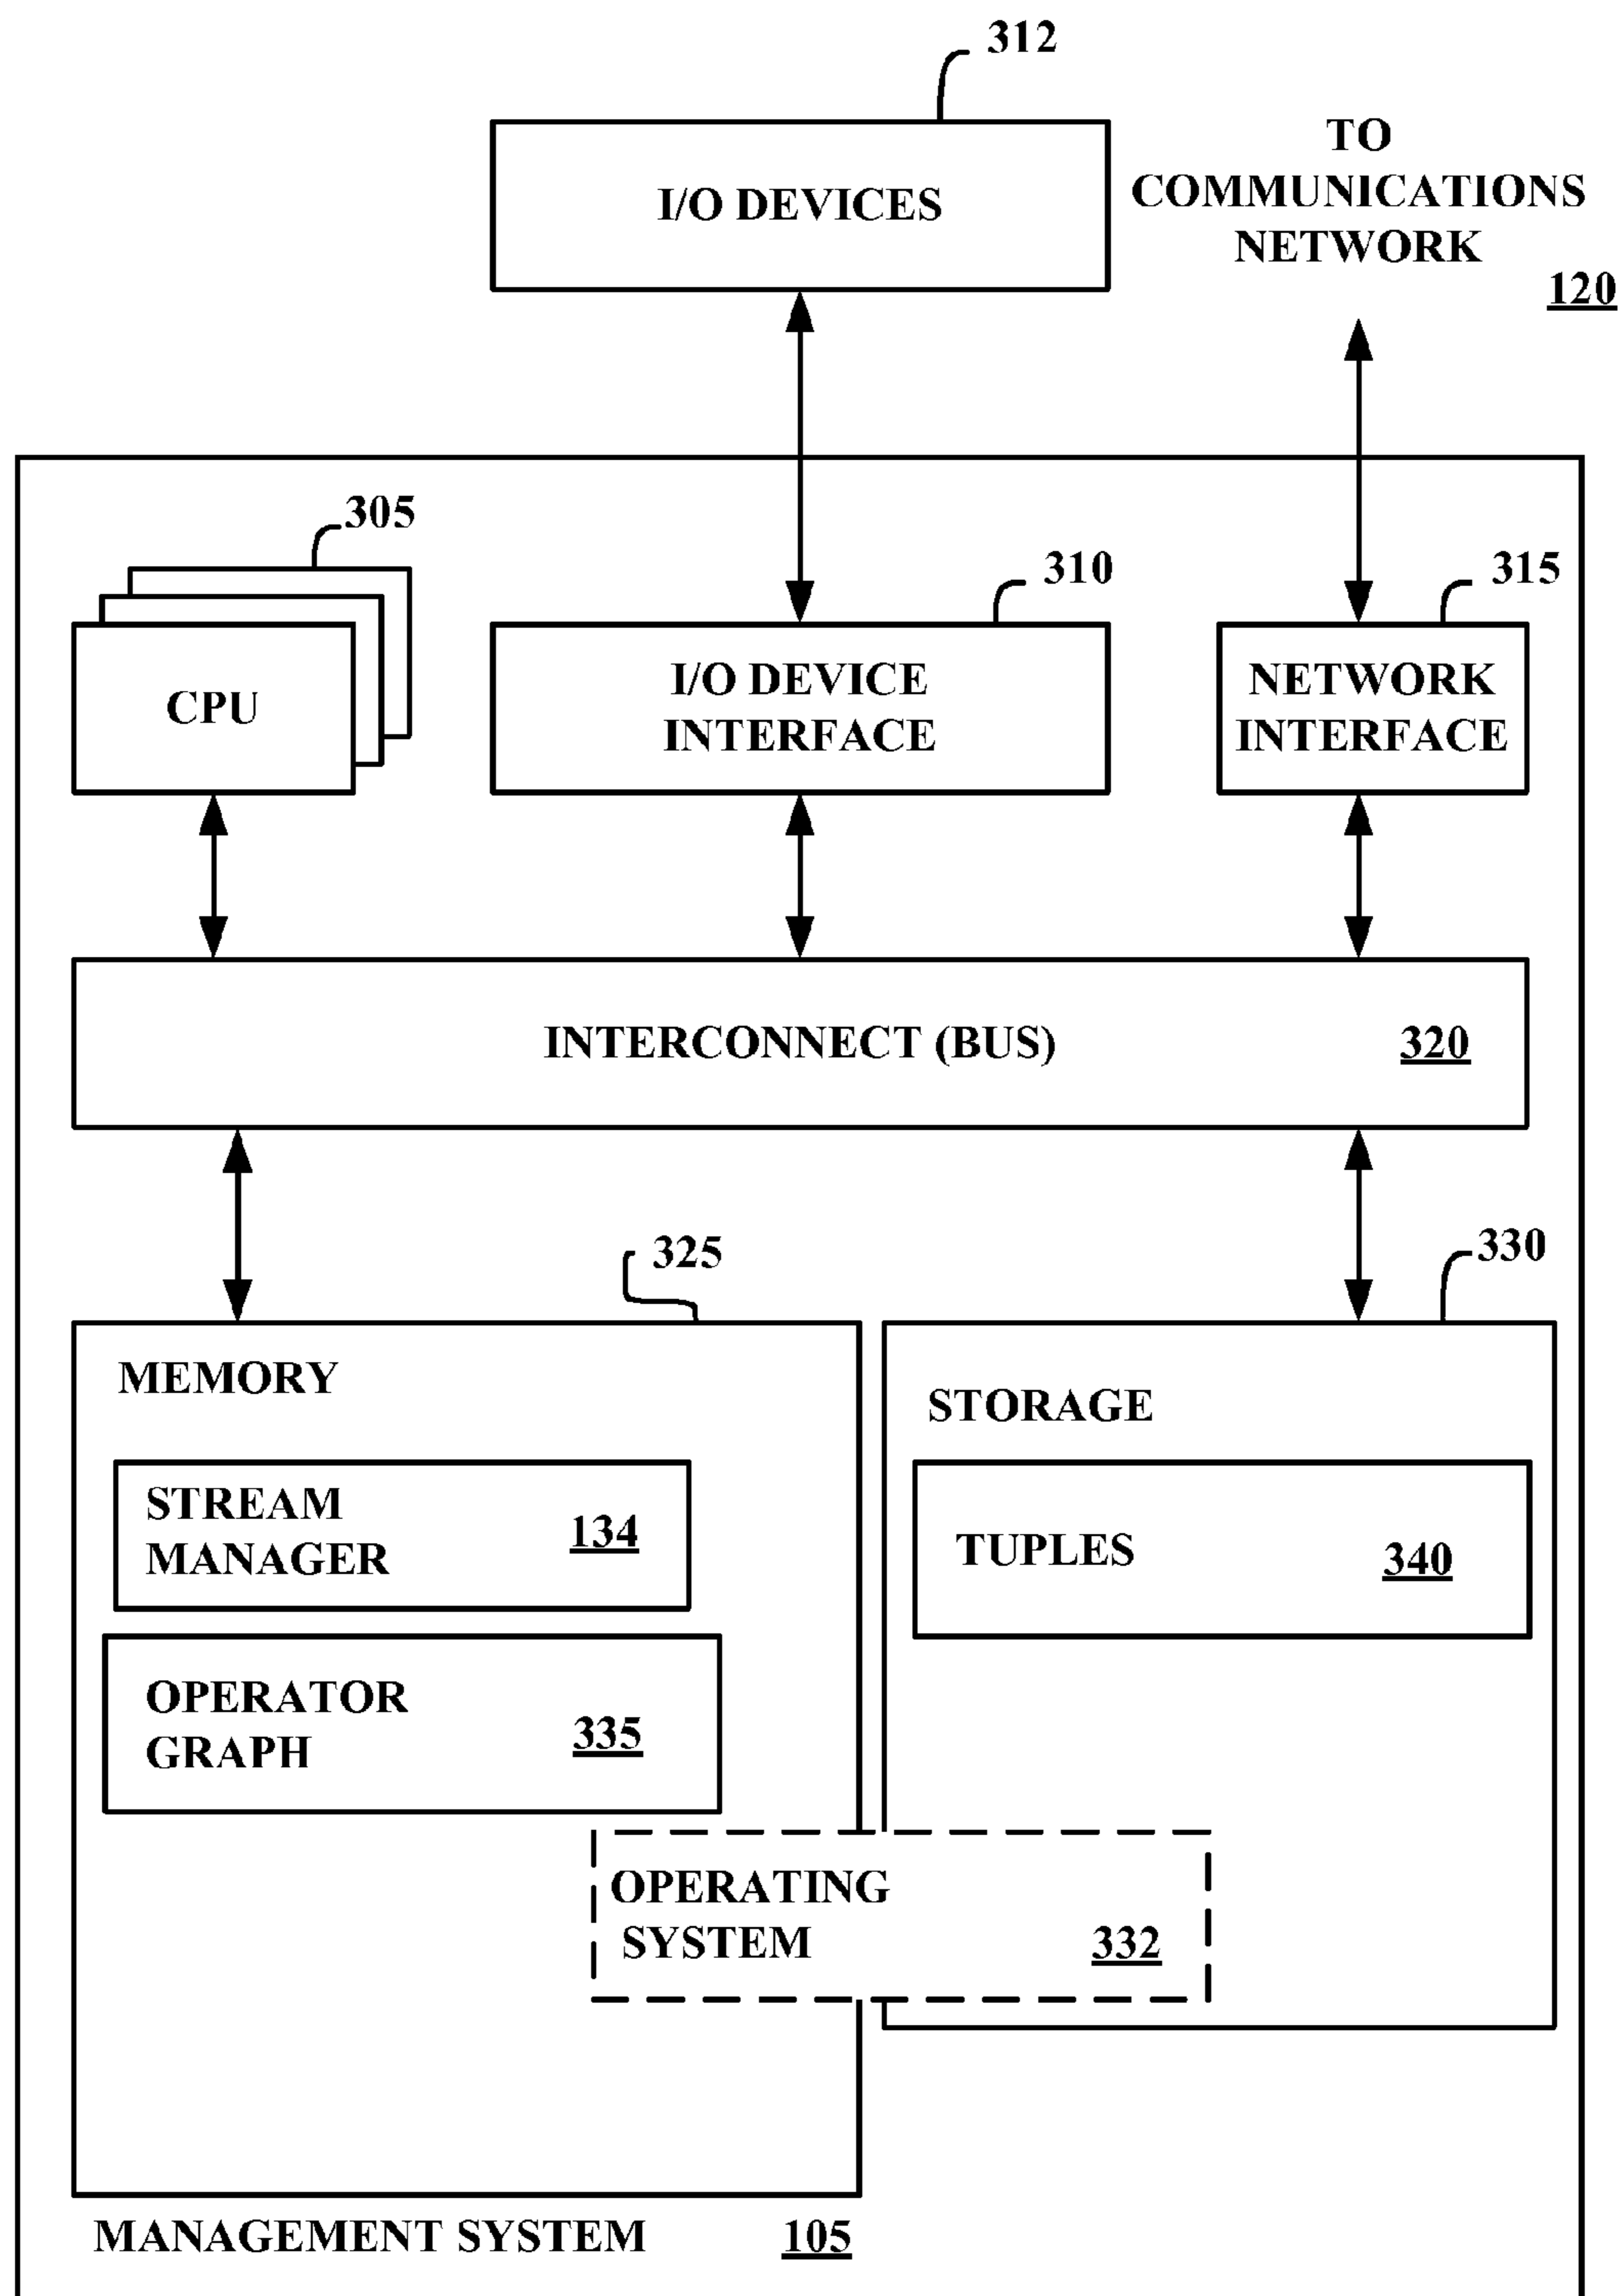 312
I/O DEVICES
TO
COMMUNICATIONS
NETWORK
120
305
310
315
CPU
I/O DEVICE
INTERFACE
NETWORK
INTERFACE
INTERCONNECT (BUS) 320
325
330
MEMORY
STORAGE
STREAM
MANAGER 134
TUPLES 340
OPERATOR
GRAPH 335
OPERATING
SYSTEM 332
MANAGEMENT SYSTEM 105